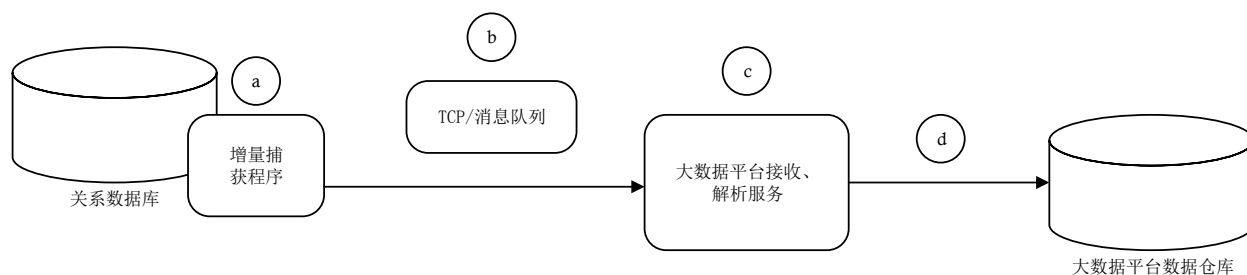 b
a
c
TCP/消息队列
d
增量捕
获程序
大数据平台接收、
解析服务
关系数据库
大数据平台数据仓库